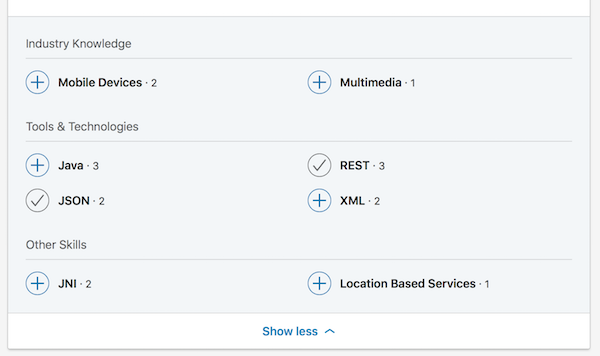 Industry Knowledge
Mobile Devices · 2
Multimedia · 1
Tools & Technologies
Java · 3
REST · 3
JSON · 2
XML · 2
Other Skills
JNI · 2
Location Based Services · 1
Show less